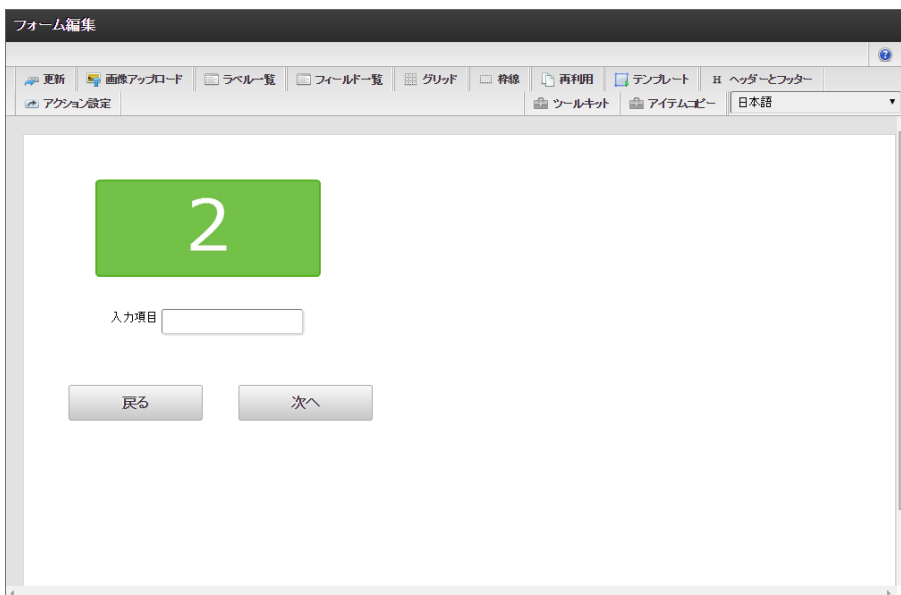 フォーム編集
更新 画像アップロード ラベル一覧 フィールド一覧 グリッド 枠線 再利用 テンプレート H ヘッダーとフッター
アクション設定 ツールキット アイテムコピー 日本語
2
入力項目
戻る 次へ